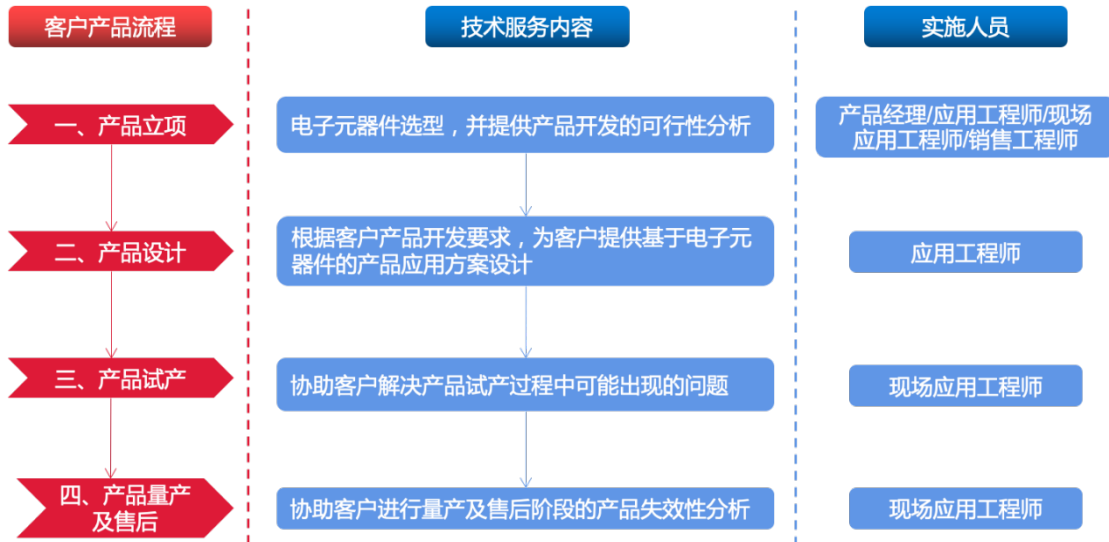 客户产品流程
技术服务内容
实施人员
一、产品立项
电子元器件选型，并提供产品开发的可行性分析
产品经理/应用工程师/现场
应用工程师/销售工程师
二、产品设计
根据客户产品开发要求，为客户提供基于电子元
器件的产品应用方案设计
应用工程师
三、产品试产
协助客户解决产品试产过程中可能出现的问题
现场应用工程师
四、产品量产
及售后
协助客户进行量产及售后阶段的产品失效性分析
现场应用工程师